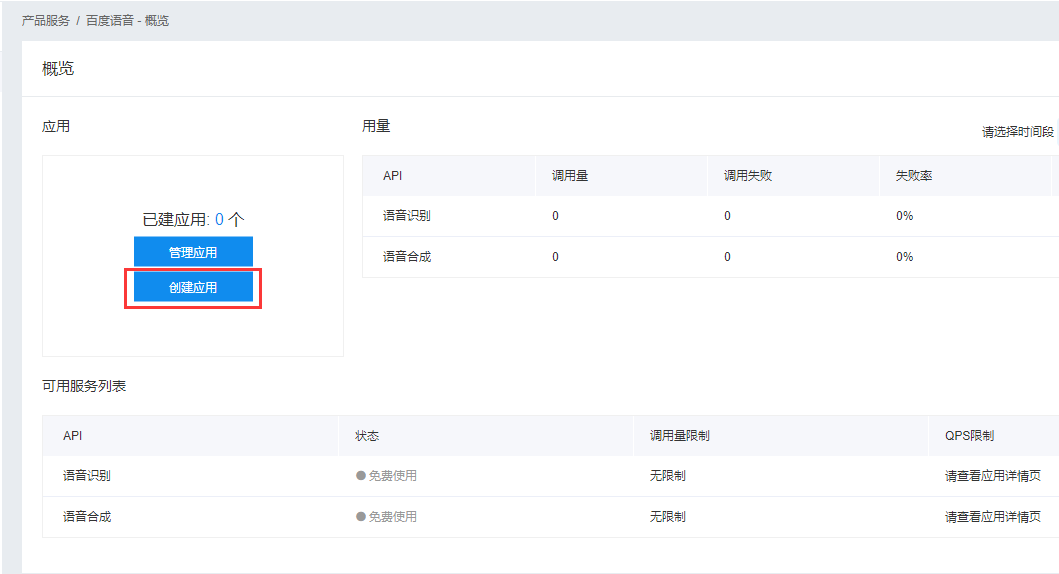 产品服务 / 百度语音 - 概览
概览
应用
已建应用: 0 个
管理应用
创建应用
用量
请选择时间段
API 调用量 调用失败 失败率
语音识别 0 0 0%
语音合成 0 0 0%
可用服务列表
API 状态 调用量限制 QPS限制
语音识别 免费使用 无限制 请查看应用详情页
语音合成 免费使用 无限制 请查看应用详情页